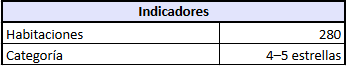 Indicadores
Habitaciones 280
Categoría 4–5 estrellas